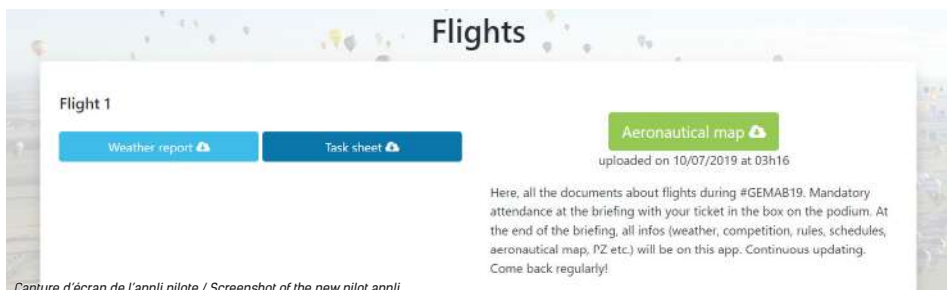 Flights
Flight 1
Weather report
Task sheet
Aeronautical map
uploaded on 10/07/2019 at 03h16
Here, all the documents about flights during #GEMAB19. Mandatory
attendance at the briefing with your ticket in the box on the podium. At
the end of the briefing, all infos (weather, competition, rules, schedules,
aeronautical map, PZ etc.) will be on this app. Continuous updating.
Come back regularly!
Capture d'écran de l'appli pilote / Screenshot of the new pilot appli